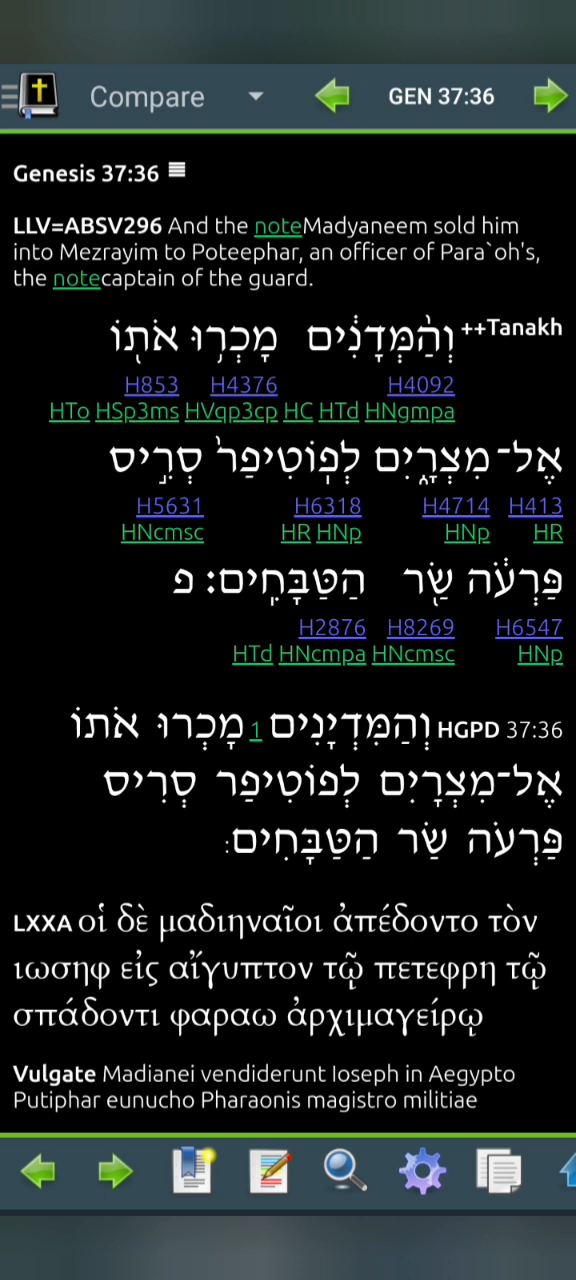 Compare
GEN 37:36
Genesis 37:36
LLV=ABSV296 And the noteMadyaneem sold him
into Mezrayim to Poteephar, an officer of Para`oh's,
the notecaptain of the guard.
++Tanakh וְהַ֨מְּדָנִ֔ים מָכְר֥וּ אֹת֖וֹ
H853 H4376 H4092
HTo HSp3ms HVqp3cp HC HTd HNgmpa
אֶל־מִצְרָ֑יִם לְפֽוֹטִיפַר֙ סְרִ֣יס
H5631 H6318 H4714 H413
HNcmsc HR HNp HNp HR
פַּרְעֹ֔ה שַׂ֖ר הַטַּבָּחִֽים׃ פ
H2876 H8269 H6547
HTd HNcmpa HNcmsc HNp
HGPD 37:36 וְהַמִּדְיָנִים 1 מָכְרוּ אֹתוֹ
אֶל־מִצְרָיִם לְפוֹטִיפַר סְרִיס
פַּרְעֹה שַׂר הַטַּבָּחִים:
LXXA οἱ δὲ μαδιηναῖοι ἀπέδοντο τὸν
ιωσηφ εἰς αἴγυπτον τῷ πετεφρη τῷ
σπάδοντι φαραω ἀρχιμαγείρῳ
Vulgate Madianei vendiderunt Ioseph in Aegypto
Putiphar eunucho Pharaonis magistro militiae